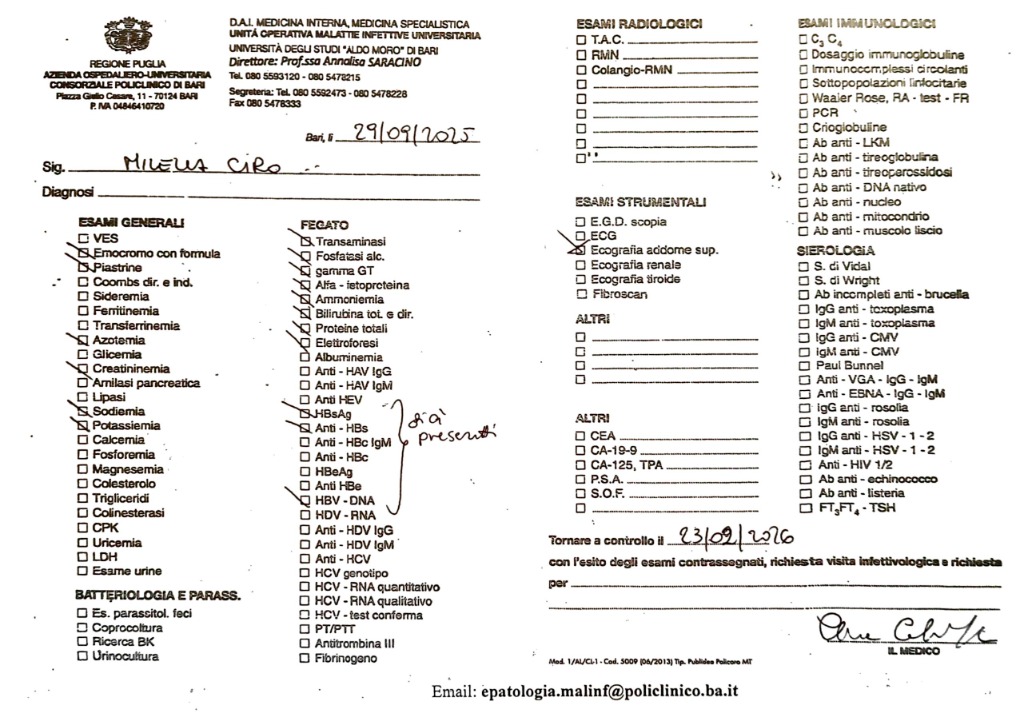 REGIONE PUGLIA
AZIENDA OSPEDALIERO-UNIVERSITARIA
CONSORZIALE POLICLINICO DI BARI
Piazza Giulio Cesare, 11 - 70124 BARI
P. IVA 04846410720
D.A.I. MEDICINA INTERNA, MEDICINA SPECIALISTICA
UNITÁ OPERATIVA MALATTIE INFETTIVE UNIVERSITARIA
UNIVERSITÀ DEGLI STUDI "ALDO MORO" DI BARI
Direttore: Prof.ssa Annalisa SARACINO
Tel. 080 5593120 - 080 5478215
Segreteria: Tel. 080 5592473 - 080 5478228
Fax 080 5478333
Bari, li 29/09/2025
Sig. MILELLA CIRO
Diagnosi
ESAMI GENERALI
VES
Emocromo con formula
Piastrine
Coombs dir. e ind.
Sideremia
Ferritinemia
Transferrinemia
Azotemia
Glicemia
Creatininemia
Amilasi pancreatica
Lipasi
Sodiemia
Potassiemia
Calcemia
Fosforemia
Magnesemia
Colesterolo
Trigliceridi
Colinesterasi
CPK
Uricemia
LDH
Esame urine
BATTERIOLOGIA E PARASS.
Es. parassitol. feci
Coprocoltura
Ricerca BK
Urinocultura
FEGATO
Transaminasi
Fosfatasi alc.
gamma GT
Alfa - fetoproteina
Ammoniemia
Bilirubina tot. e dir.
Proteine totali
Elettroforesi
Albuminemia
Anti - HAV IgG
Anti - HAV IgM
Anti HEV
HBsAg
Anti - HBs
Anti - HBc IgM
Anti - HBc
HBeAg
Anti HBe
HBV - DNA
HDV - RNA
Anti - HDV IgG
Anti - HDV IgM
Anti - HCV
HCV genotipo
HCV - RNA quantitativo
HCV - RNA qualitativo
HCV - test conferma
PT/PTT
Antitrombina III
Fibrinogeno
già
presenti
ESAMI RADIOLOGICI
T.A.C.
RMN
Colangio-RMN
ESAMI STRUMENTALI
E.G.D. scopia
ECG
Ecografia addome sup.
Ecografia renale
Ecografia tiroide
Fibroscan
ALTRI
ALTRI
CEA
CA-19-9
CA-125, TPA
P.S.A.
S.O.F.
ESAMI IMMUNOLOGICI
C3 C4
Dosaggio immunoglobuline
Immunocomplessi circolanti
Sottopopolazioni linfocitarie
Waaler Rose, RA - test - FR
PCR
Crioglobuline
Ab anti - LKM
Ab anti - tireoglobulina
Ab anti - tireoperossidosi
Ab anti - DNA nativo
Ab anti - nucleo
Ab anti - mitocondrio
Ab anti - muscolo liscio
SIEROLOGIA
S. di Vidal
S. di Wright
Ab incompleti anti - brucella
IgG anti - toxoplasma
IgM anti - toxoplasma
IgG anti - CMV
IgM anti - CMV
Paul Bunnel
Anti - VGA - IgG - IgM
Anti - EBNA - IgG - IgM
IgG anti - rosolia
IgM anti - rosolia
IgG anti - HSV - 1 - 2
IgM anti - HSV - 1 - 2
Anti - HIV 1/2
Ab anti - echinococco
Ab anti - listeria
FT3FT4 - TSH
Tornare a controllo il 23/02/2026
con l'esito degli esami contrassegnati, richiesta visita infettivologica e richiesta
per
IL MEDICO
Mod. 1/AU/CI-1 - Cod. 5009 (06/2013) Tip. Publidea Policoro MT
Email: epatologia.malinf@policlinico.ba.it